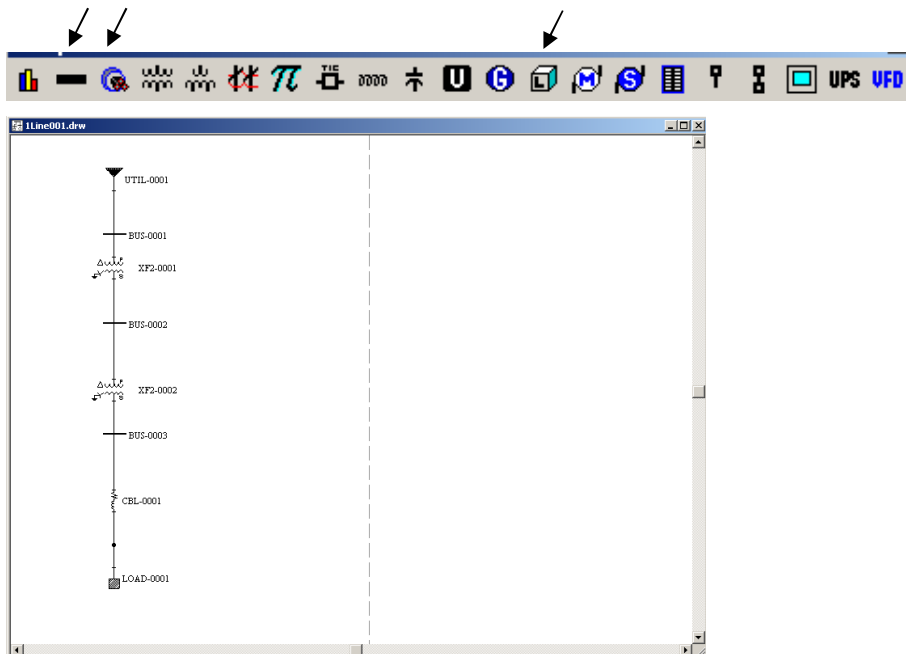 TIE U G L M S UPS VFD
1Line001.drw
UTIL-0001
BUS-0001
P
Δ
XF2-0001
S
BUS-0002
P
Δ
XF2-0002
S
BUS-0003
CBL-0001
LOAD-0001